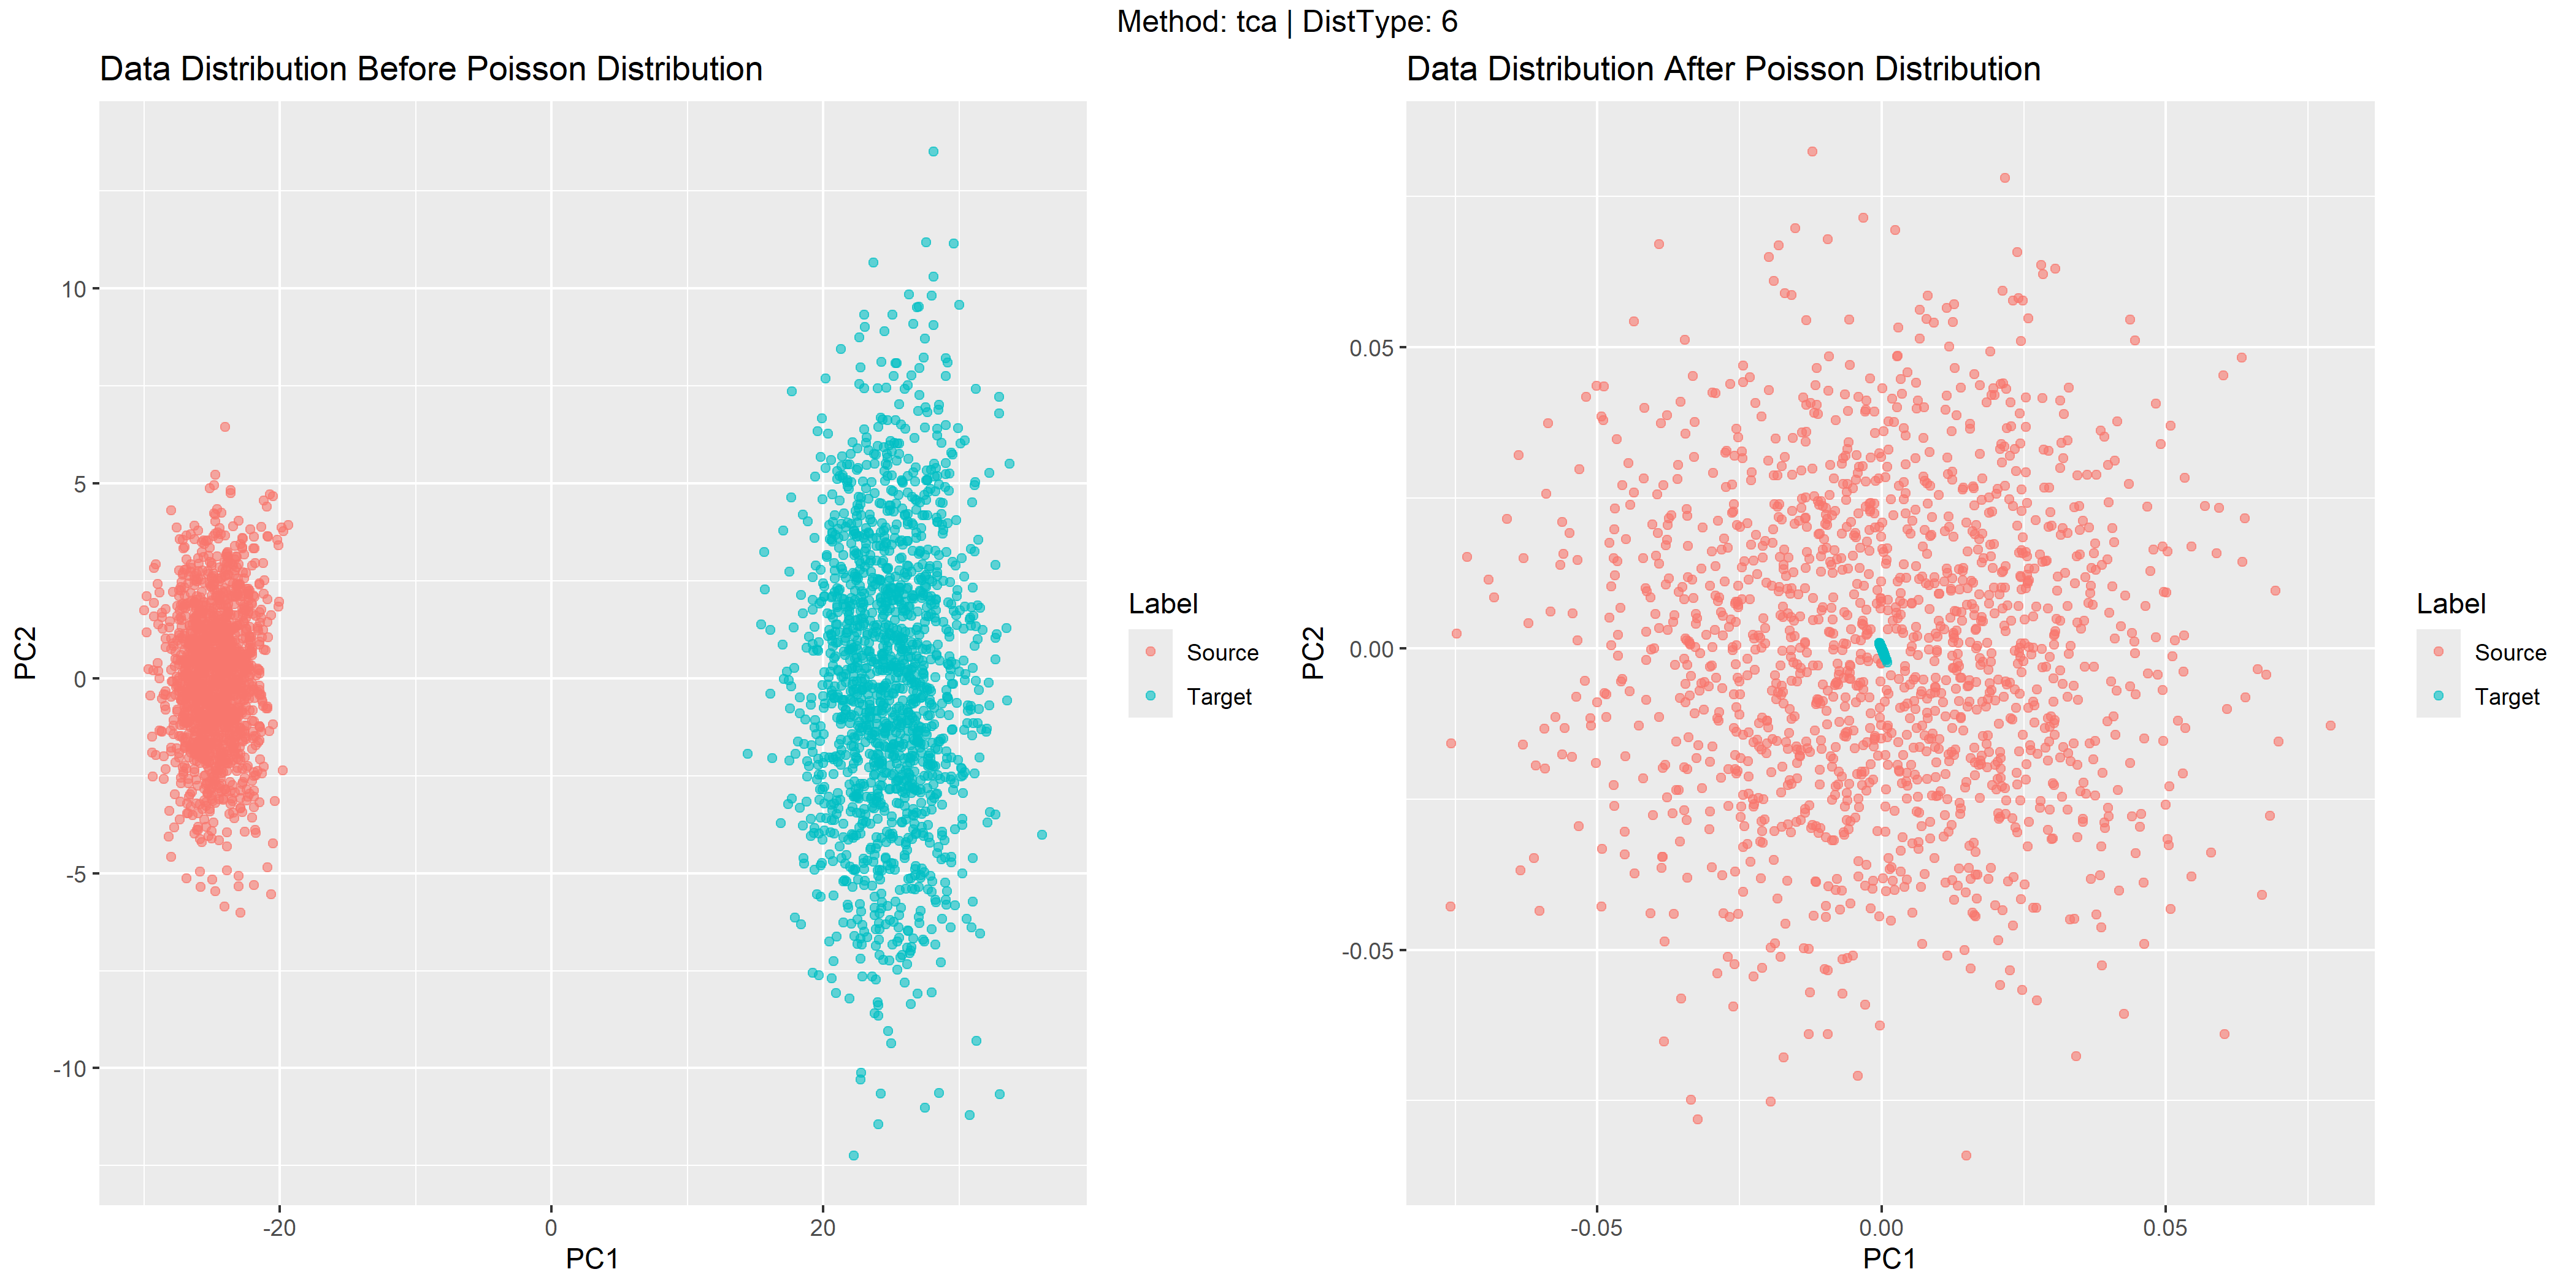 Method: tca | DistType: 6
Data Distribution Before Poisson Distribution
PC2
10
5
0
-5
-10
-20
0
20
PC1
Label
Source
Target
Data Distribution After Poisson Distribution
PC2
0.05
0.00
-0.05
-0.05
0.00
0.05
PC1
Label
Source
Target